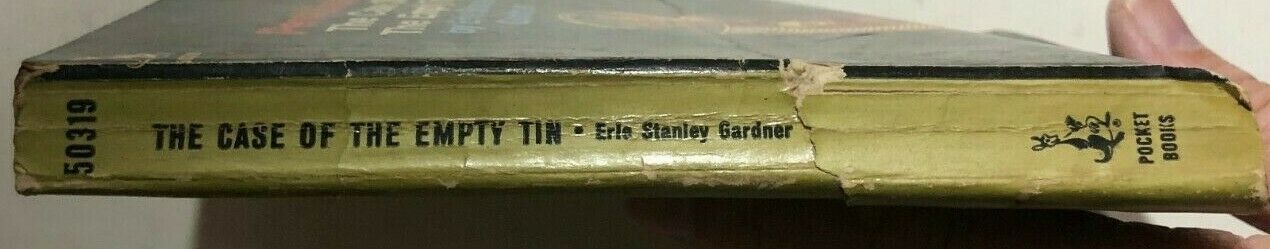 50319
THE CASE OF THE EMPTY TIN • Erle Stanley Gardner
®
POCKET
BOOKS